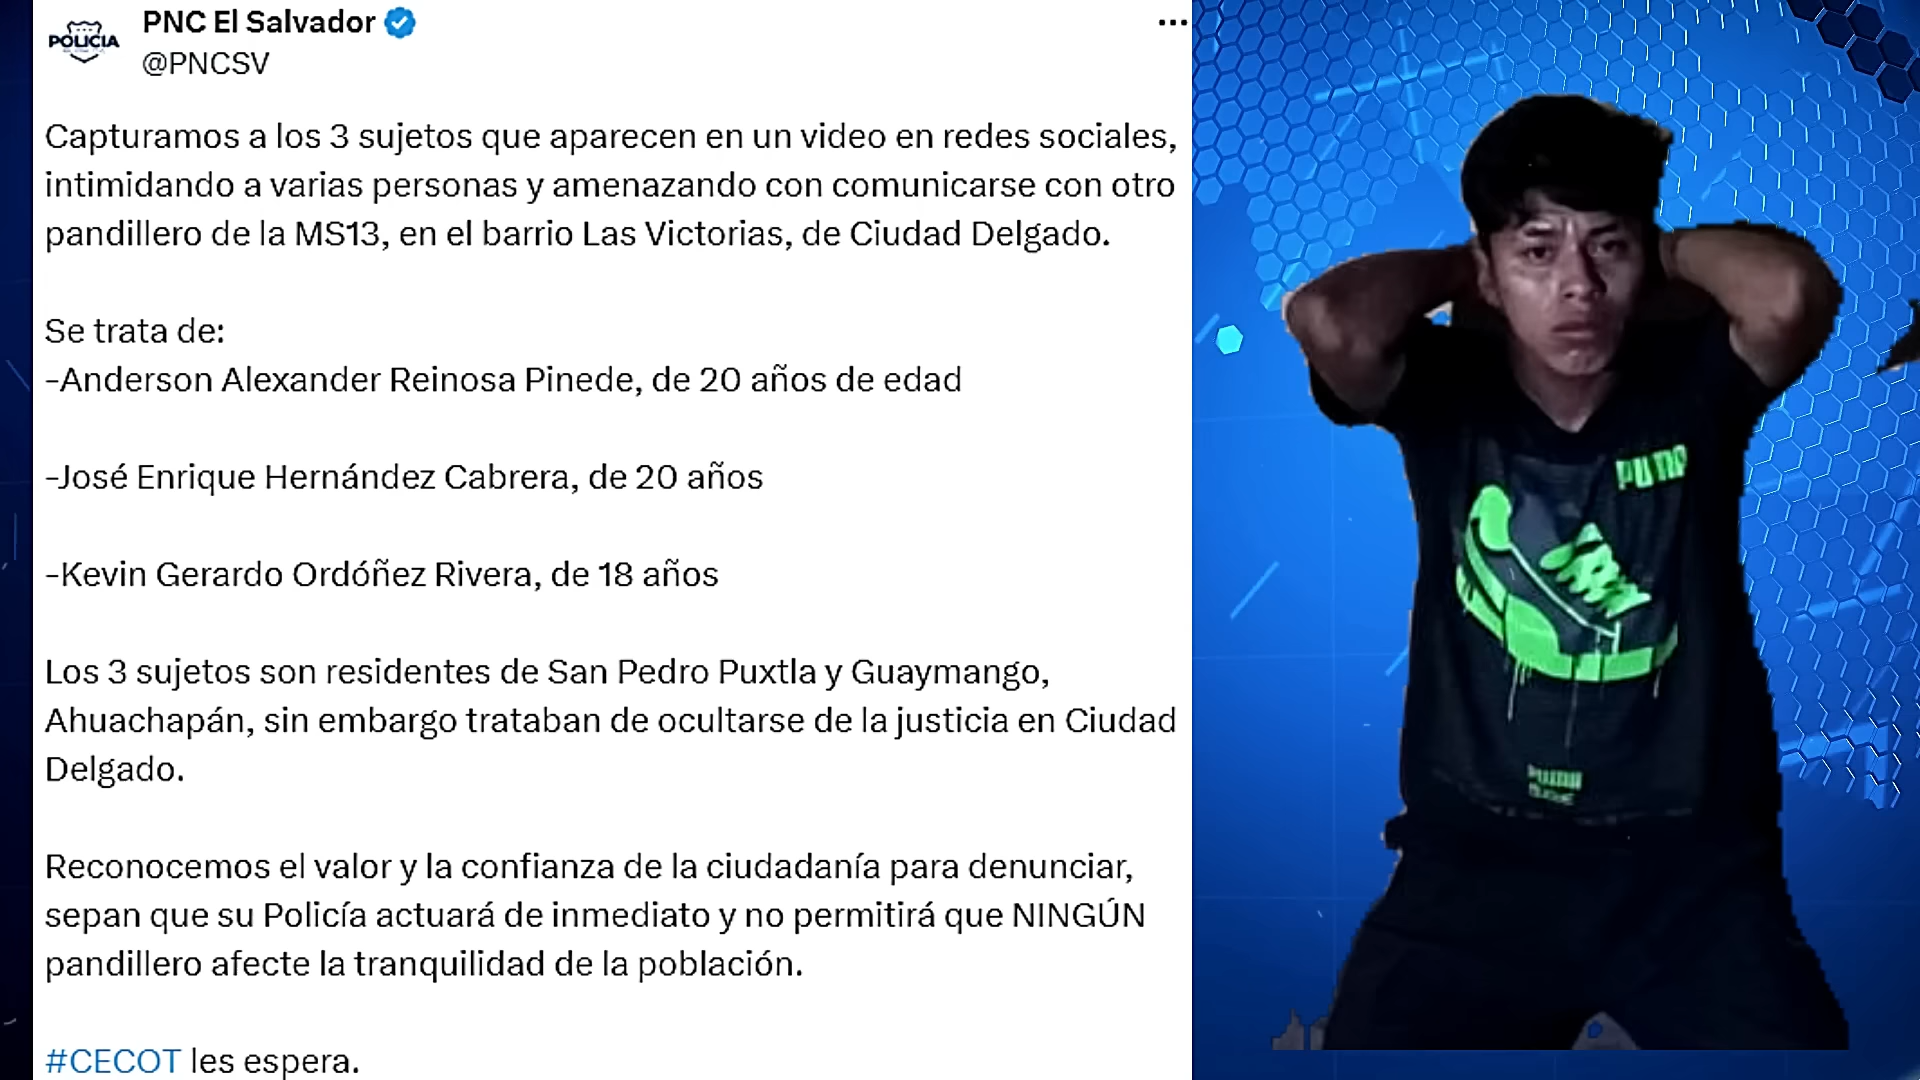 POLICIA
PNC El Salvador
@PNCSV
Capturamos a los 3 sujetos que aparecen en un video en redes sociales,
intimidando a varias personas y amenazando con comunicarse con otro
pandillero de la MS13, en el barrio Las Victorias, de Ciudad Delgado.
Se trata de:
-Anderson Alexander Reinosa Pinede, de 20 años de edad
-José Enrique Hernández Cabrera, de 20 años
-Kevin Gerardo Ordóñez Rivera, de 18 años
Los 3 sujetos son residentes de San Pedro Puxtla y Guaymango,
Ahuachapán, sin embargo trataban de ocultarse de la justicia en Ciudad
Delgado.
Reconocemos el valor y la confianza de la ciudadanía para denunciar,
sepan que su Policía actuará de inmediato y no permitirá que NINGÚN
pandillero afecte la tranquilidad de la población.
#CECOT les espera.